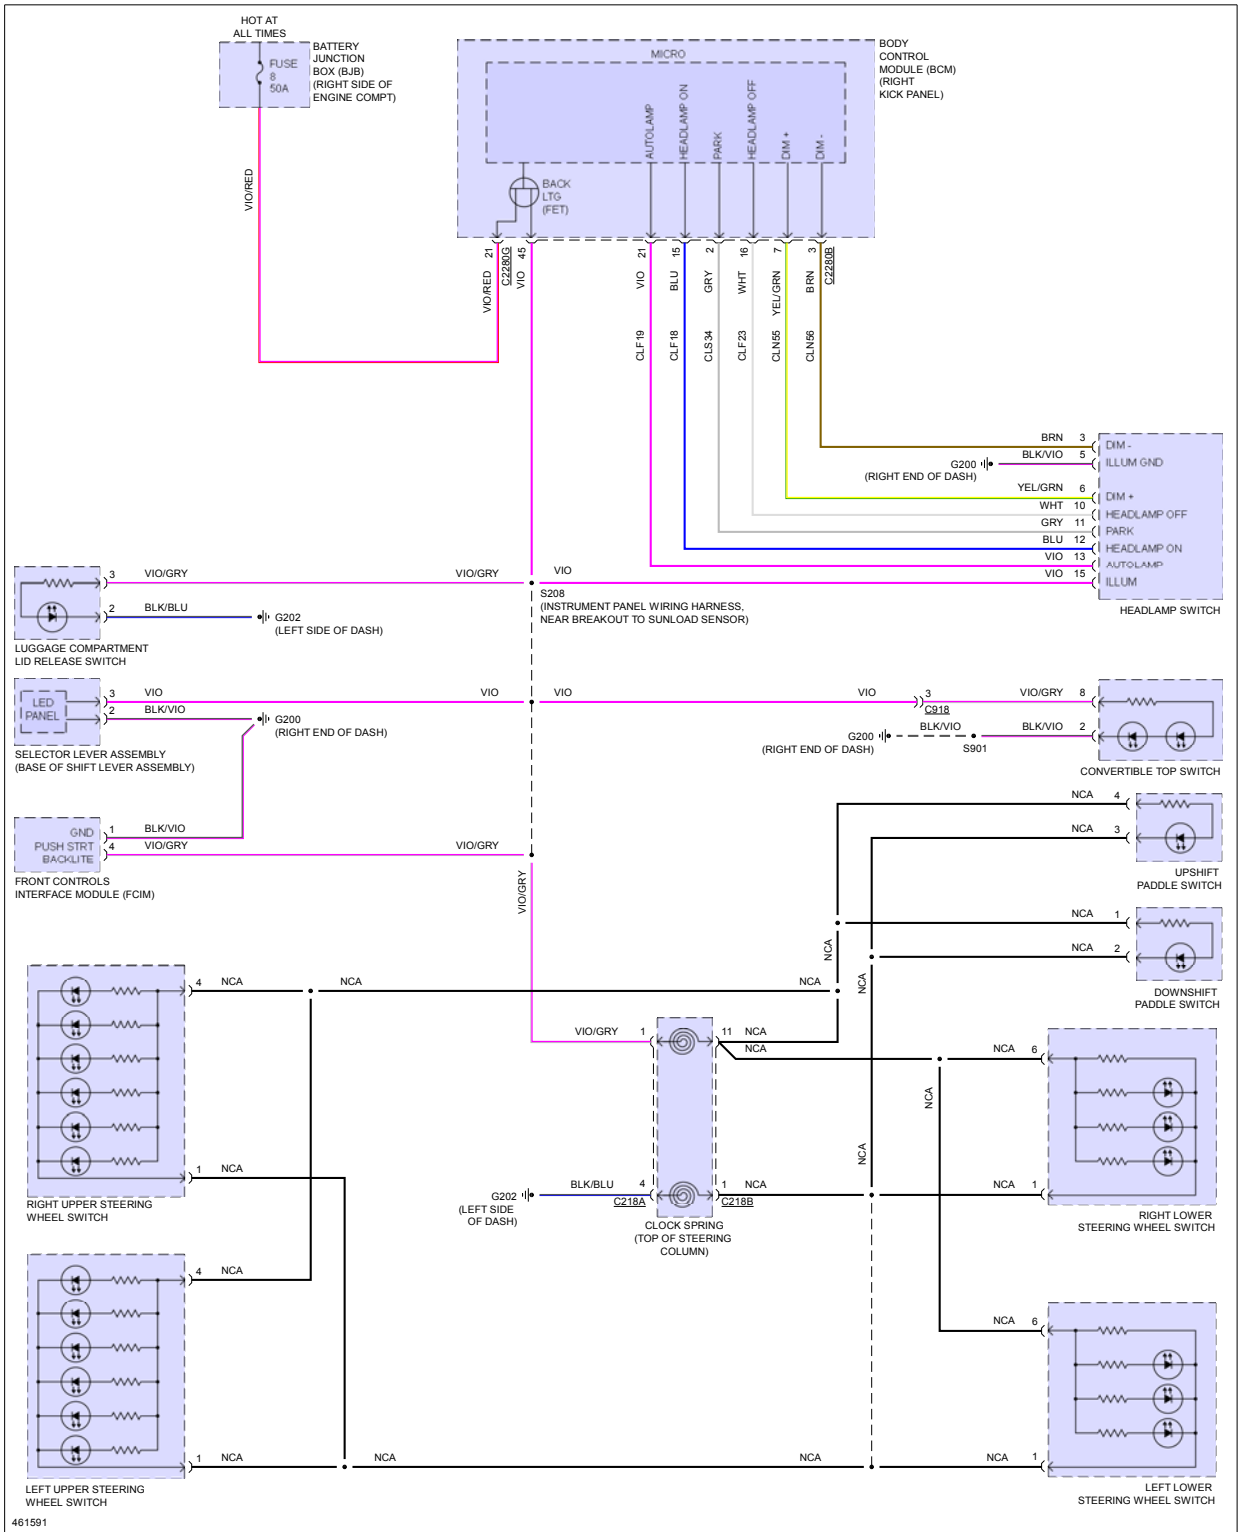 HOT AT
ALL TIMES
FUSE
8
50A
BATTERY
JUNCTION
BOX (BJB)
(RIGHT SIDE OF
ENGINE COMPT)
MICRO
AUTOLAMP
HEADLAMP ON
PARK
HEADLAMP OFF
DIM +
DIM -
BACK
LTG
(FET)
BODY
CONTROL
MODULE (BCM)
(RIGHT
KICK PANEL)
VIO/RED
21
C2280G
45
21
15
2
16
7
3
C2280B
VIO/RED
VIO
VIO
BLU
GRY
WHT
YEL/GRN
BRN
CLF19
CLF18
CLS34
CLF23
CLN55
CLN56
BRN 3 DIM -
BLK/VIO 5 ILLUM GND
G200
(RIGHT END OF DASH)
YEL/GRN 6 DIM +
WHT 10 HEADLAMP OFF
GRY 11 PARK
BLU 12 HEADLAMP ON
VIO 13 AUTOLAMP
VIO 15 ILLUM
HEADLAMP SWITCH
3 VIO/GRY VIO/GRY VIO
S208
(INSTRUMENT PANEL WIRING HARNESS,
NEAR BREAKOUT TO SUNLOAD SENSOR)
2 BLK/BLU
G202
(LEFT SIDE OF DASH)
LUGGAGE COMPARTMENT
LID RELEASE SWITCH
LED
PANEL
3 VIO VIO VIO VIO 3 VIO/GRY 8
C918
2 BLK/VIO
G200
(RIGHT END OF DASH)
SELECTOR LEVER ASSEMBLY
(BASE OF SHIFT LEVER ASSEMBLY)
G200
(RIGHT END OF DASH)
BLK/VIO
S901
BLK/VIO 2
CONVERTIBLE TOP SWITCH
GND
PUSH STRT
BACKLITE
1 BLK/VIO
4 VIO/GRY VIO/GRY
FRONT CONTROLS
INTERFACE MODULE (FCIM)
VIO/GRY
NCA 4
NCA 3
UPSHIFT
PADDLE SWITCH
NCA 1
NCA 2
DOWNSHIFT
PADDLE SWITCH
NCA
NCA
4 NCA NCA NCA
1 NCA
RIGHT UPPER STEERING
WHEEL SWITCH
VIO/GRY 1
11 NCA
NCA
NCA 6
NCA
NCA
G202
(LEFT SIDE
OF DASH)
BLK/BLU 4
C218A
1 NCA
C218B
CLOCK SPRING
(TOP OF STEERING
COLUMN)
NCA 1
RIGHT LOWER
STEERING WHEEL SWITCH
4 NCA
NCA 6
1 NCA NCA NCA NCA 1
LEFT UPPER STEERING
WHEEL SWITCH
LEFT LOWER
STEERING WHEEL SWITCH
461591